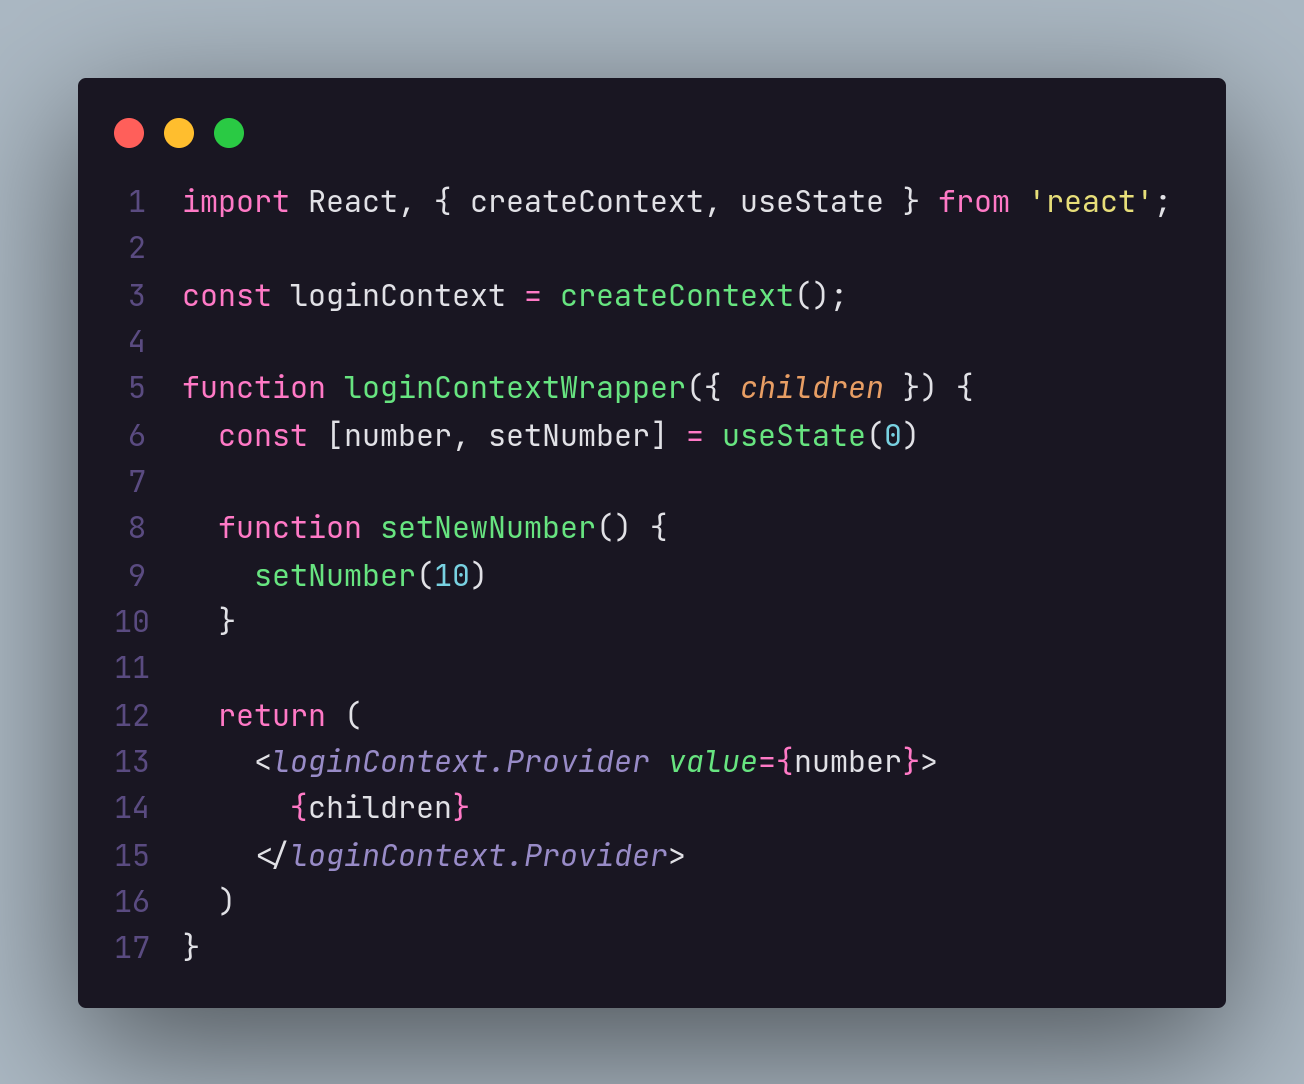 1 import React, { createContext, useState } from 'react';
2
3 const loginContext = createContext();
4
5 function loginContextWrapper({ children }) {
6   const [number, setNumber] = useState(0)
7
8   function setNewNumber() {
9     setNumber(10)
10   }
11
12   return (
13     <loginContext.Provider value={number}>
14       {children}
15     </loginContext.Provider>
16   )
17 }